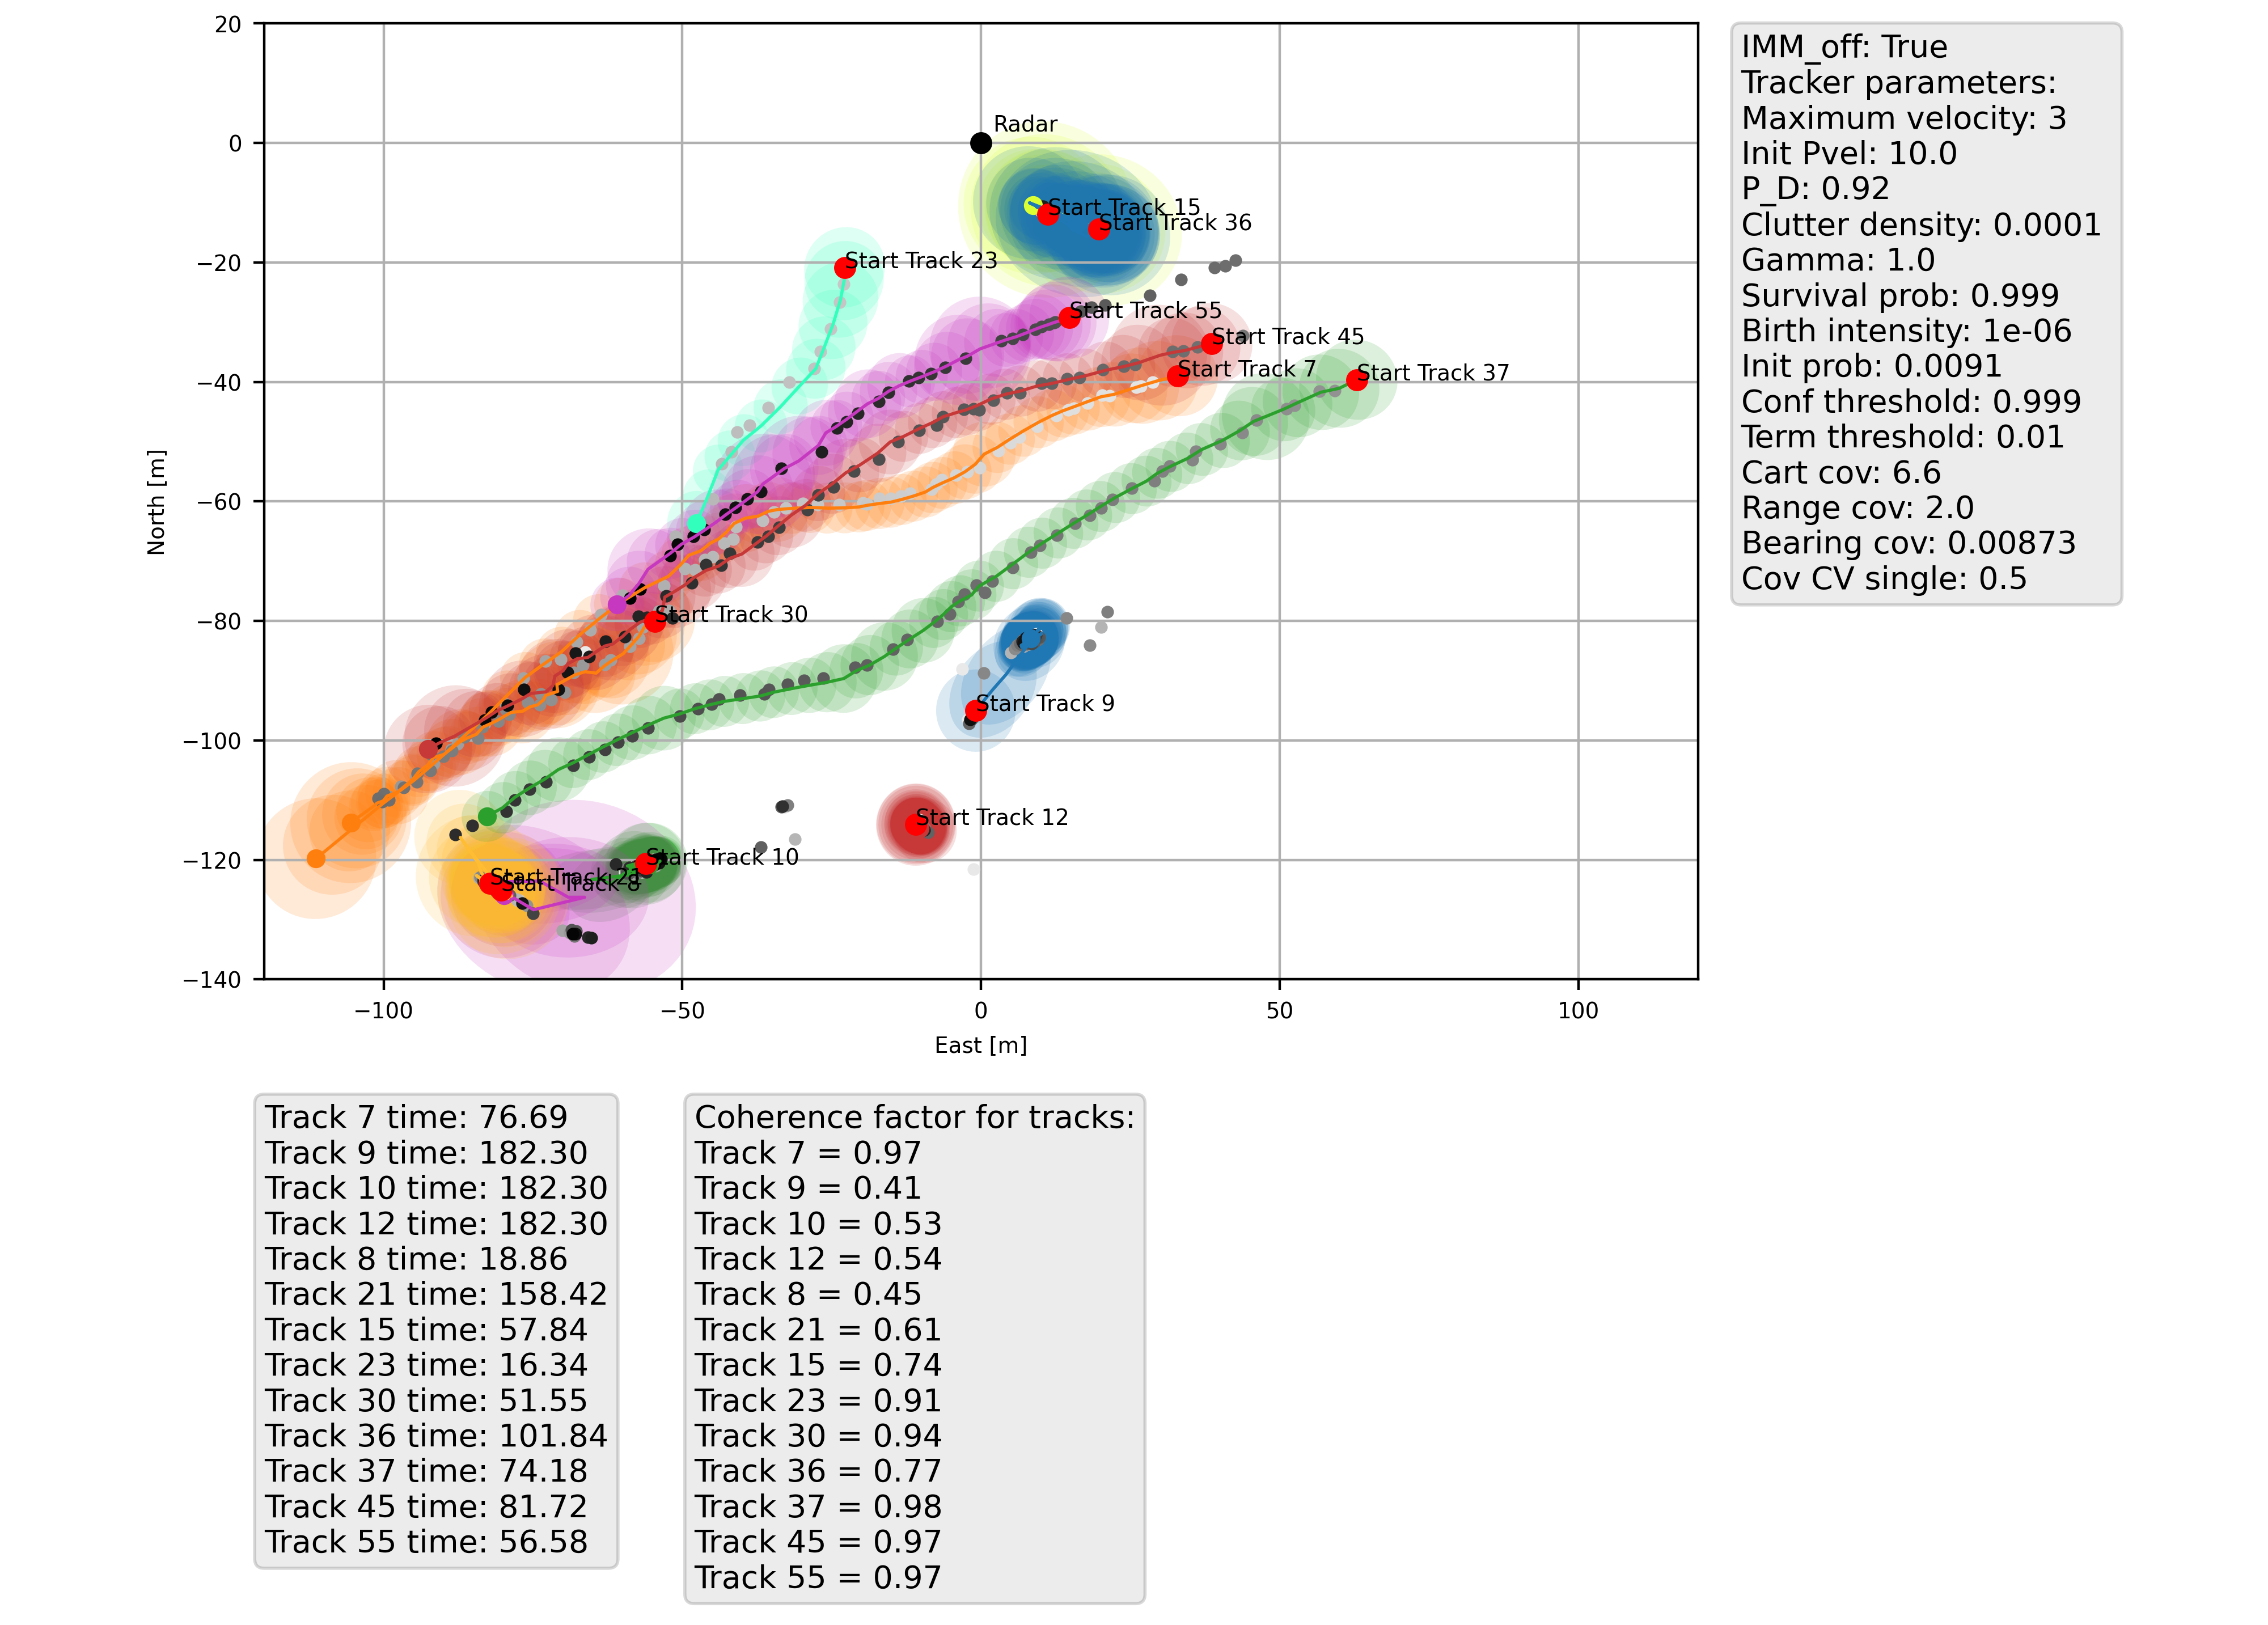 20
0
−20
−40
−60
−80
−100
−120
−140
North [m]
−100
−50
0
50
100
East [m]
Radar
Start Track 15
Start Track 36
Start Track 23
Start Track 55
Start Track 45
Start Track 7
Start Track 37
Start Track 30
Start Track 9
Start Track 12
Start Track 10
Start Track 21
Start Track 8
IMM_off: True
Tracker parameters:
Maximum velocity: 3
Init Pvel: 10.0
P_D: 0.92
Clutter density: 0.0001
Gamma: 1.0
Survival prob: 0.999
Birth intensity: 1e-06
Init prob: 0.0091
Conf threshold: 0.999
Term threshold: 0.01
Cart cov: 6.6
Range cov: 2.0
Bearing cov: 0.00873
Cov CV single: 0.5
Track 7 time: 76.69
Track 9 time: 182.30
Track 10 time: 182.30
Track 12 time: 182.30
Track 8 time: 18.86
Track 21 time: 158.42
Track 15 time: 57.84
Track 23 time: 16.34
Track 30 time: 51.55
Track 36 time: 101.84
Track 37 time: 74.18
Track 45 time: 81.72
Track 55 time: 56.58
Coherence factor for tracks:
Track 7 = 0.97
Track 9 = 0.41
Track 10 = 0.53
Track 12 = 0.54
Track 8 = 0.45
Track 21 = 0.61
Track 15 = 0.74
Track 23 = 0.91
Track 30 = 0.94
Track 36 = 0.77
Track 37 = 0.98
Track 45 = 0.97
Track 55 = 0.97